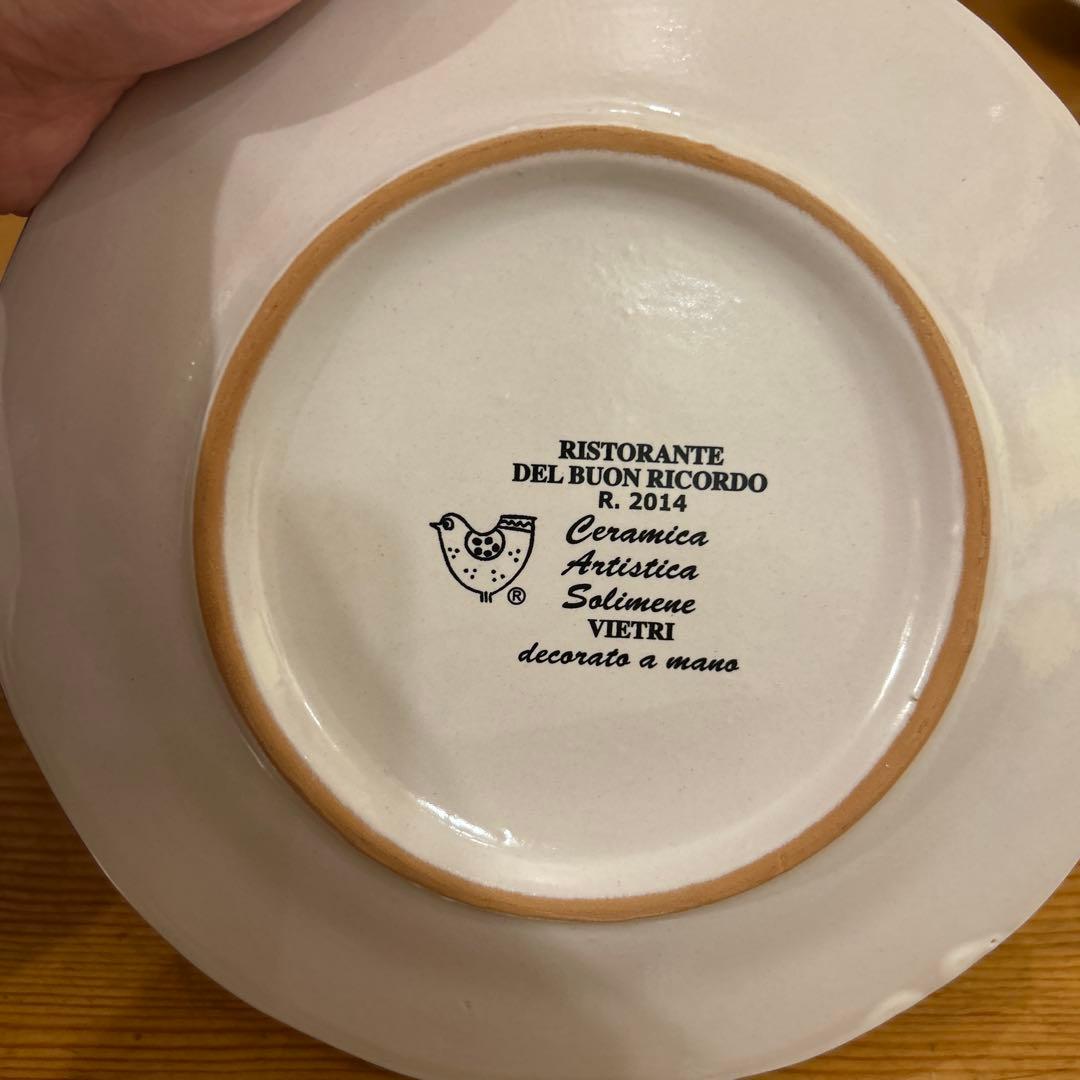 RISTORANTE
DEL BUON RICORDO
R. 2014
Ceramica
Artistica
Solimene
®
VIETRI
decorato a mano